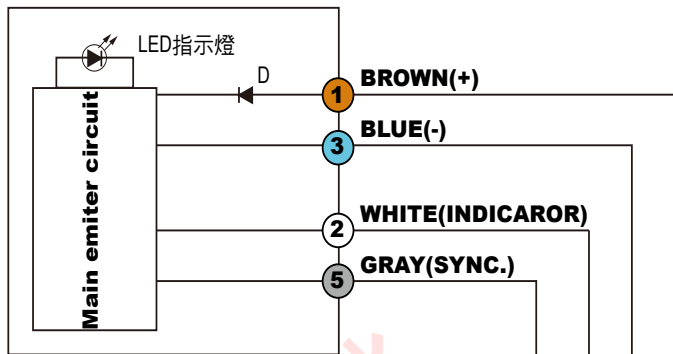 LED指示燈
D
1 BROWN(+)
3 BLUE(-)
2 WHITE(INDICAROR)
5 GRAY(SYNC.)
Main emiter circuit